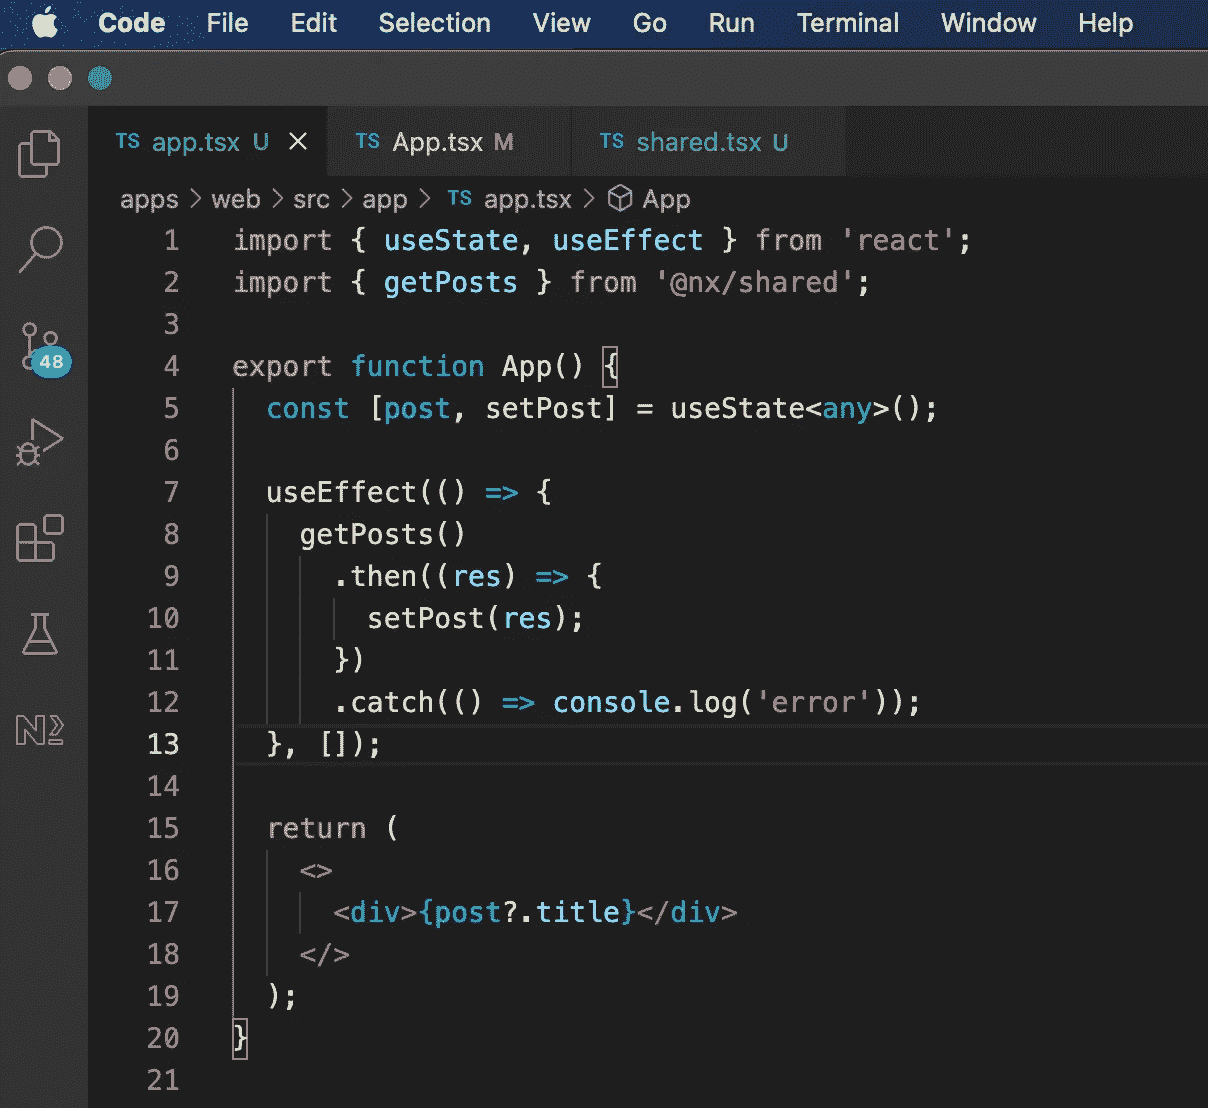 Code File Edit Selection View Go Run Terminal Window Help
TS app.tsx U × TS App.tsx M TS shared.tsx U
apps > web > src > app > TS app.tsx > App
1 import { useState, useEffect } from 'react';
2 import { getPosts } from '@nx/shared';
3
4 export function App() {
5 const [post, setPost] = useState<any>();
6
7 useEffect(() => {
8 getPosts()
9 .then((res) => {
10 setPost(res);
11 })
12 .catch(() => console.log('error'));
13 }, []);
14
15 return (
16 <>
17 <div>{post?.title}</div>
18 </>
19 );
20 }
21
48